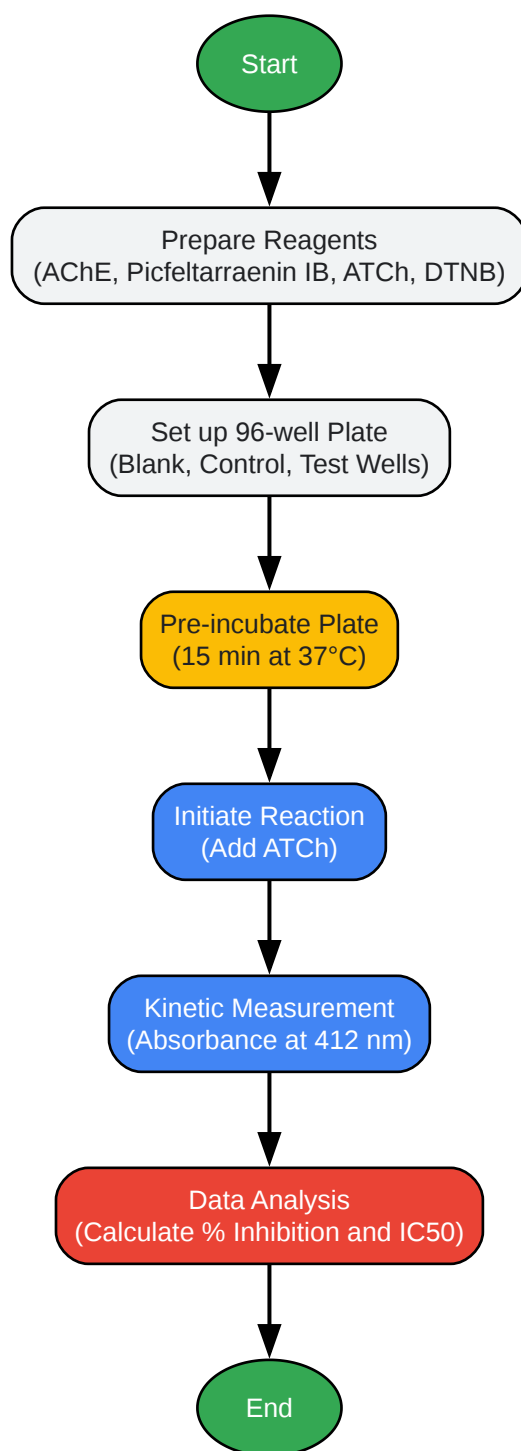 Start
Prepare Reagents
(AChE, Picfeltarraenin IB, ATCh, DTNB)
Set up 96-well Plate
(Blank, Control, Test Wells)
Pre-incubate Plate
(15 min at 37°C)
Initiate Reaction
(Add ATCh)
Kinetic Measurement
(Absorbance at 412 nm)
Data Analysis
(Calculate % Inhibition and IC50)
End